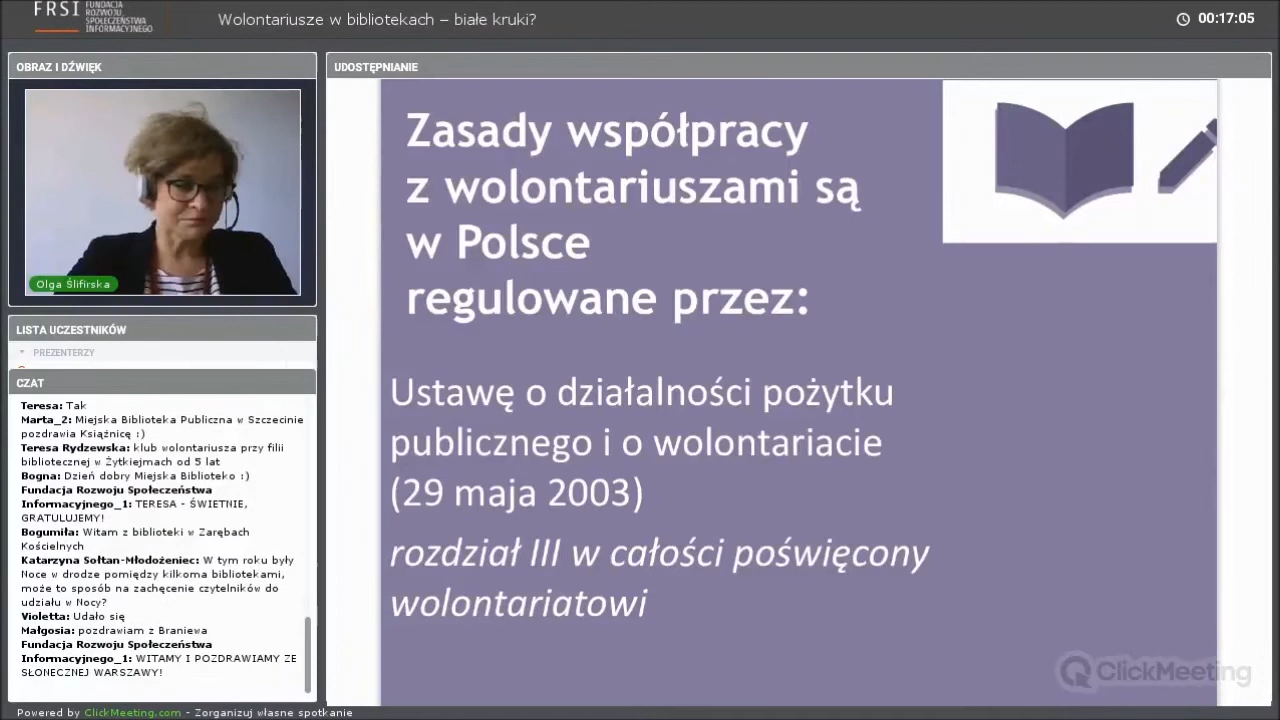 FRSI FUNDACJA
ROZWOJU
SPOŁECZEŃSTWA
INFORMACYJNEGO
Wolontariusze w bibliotekach – białe kruki?
00:17:05
OBRAZ I DŹWIĘK
Olga Ślifirska
LISTA UCZESTNIKÓW
PREZENTERZY
CZAT
Teresa: Tak
Marta_2: Miejska Biblioteka Publiczna w Szczecinie
pozdrawia Książnicę :)
Teresa Rydzewska: klub wolontariusza przy filii
bibliotecznej w Żytkiejmach od 5 lat
Bogna: Dzień dobry Miejska Biblioteko :)
Fundacja Rozwoju Społeczeństwa
Informacyjnego_1: TERESA - ŚWIETNIE,
GRATULUJEMY!
Bogumiła: Witam z biblioteki w Zarębach
Kościelnych
Katarzyna Sołtan-Młodożeniec: W tym roku były
Noce w drodze pomiędzy kilkoma bibliotekami,
może to sposób na zachęcenie czytelników do
udziału w Nocy?
Violetta: Udało się
Małgosia: pozdrawiam z Braniewa
Fundacja Rozwoju Społeczeństwa
Informacyjnego_1: WITAMY I POZDRAWIAMY ZE
SŁONECZNEJ WARSZAWY!
UDOSTĘPNIANIE
Zasady współpracy
z wolontariuszami są
w Polsce
regulowane przez:
Ustawę o działalności pożytku
publicznego i o wolontariacie
(29 maja 2003)
rozdział III w całości poświęcony
wolontariatowi
ClickMeeting
Powered by ClickMeeting.com - Zorganizuj własne spotkanie